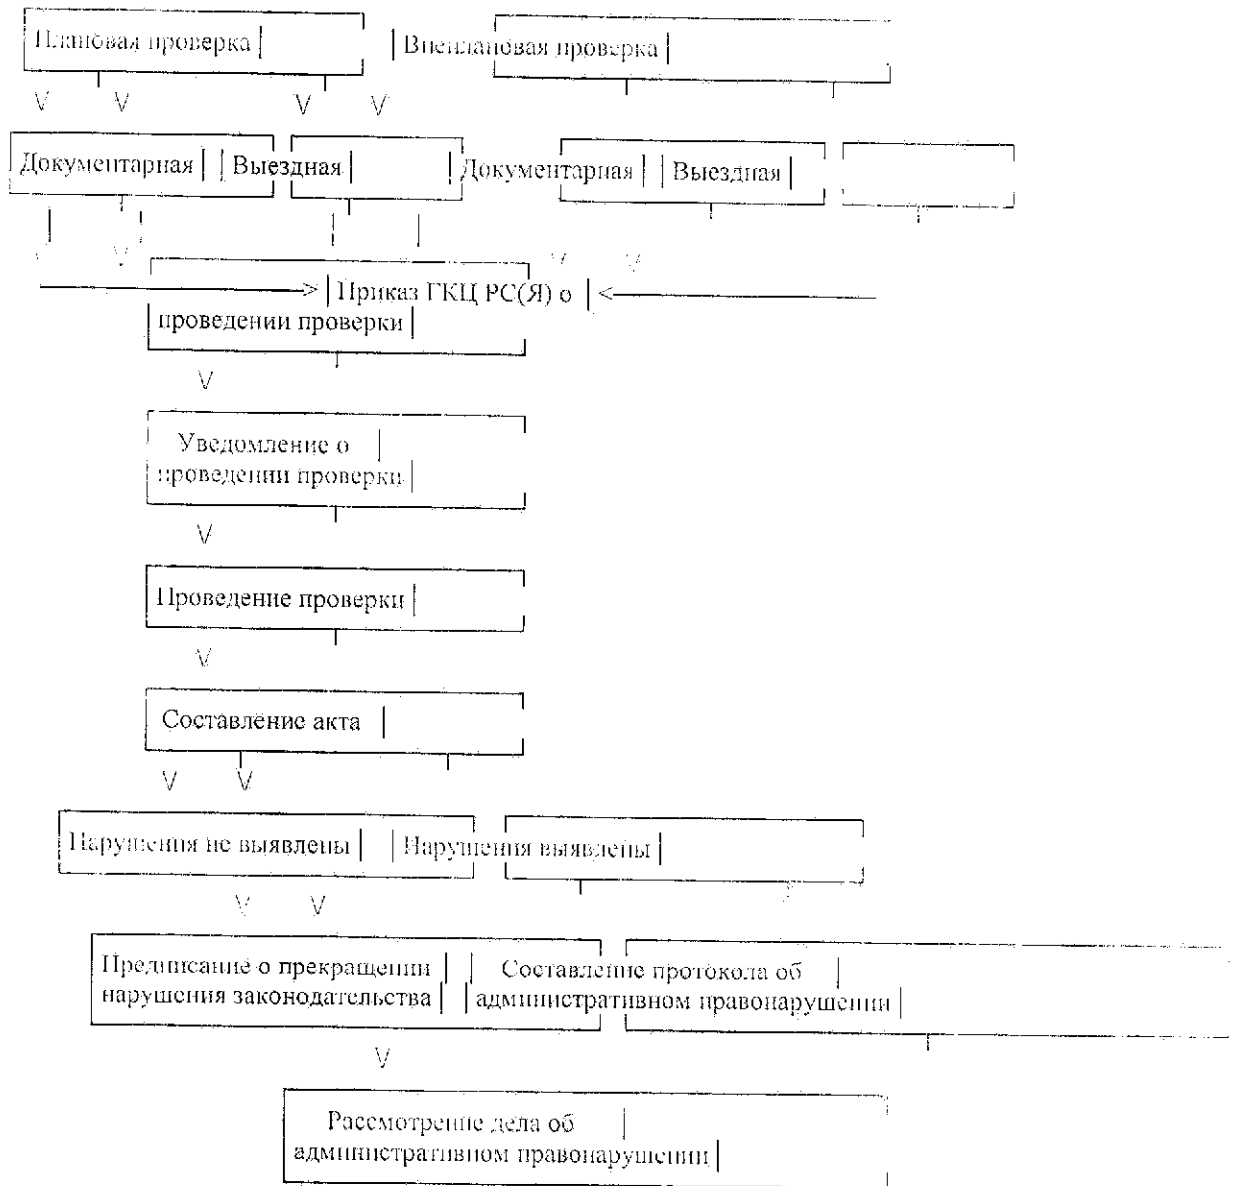 Плановая проверка Внеплановая проверка
V V V V
Документарная Выездная Документарная Выездная
V V V V
> Приказ ГКЦ РС(Я) о <
проведении проверки
V
Уведомление о
проведении проверки
V
Проведение проверки
V
Составление акта
V V
Нарушения не выявлены Нарушения выявлены
V V
Предписание о прекращении Составление протокола об
нарушения законодательства административном правонарушении
V
Рассмотрение дела об
административном правонарушении